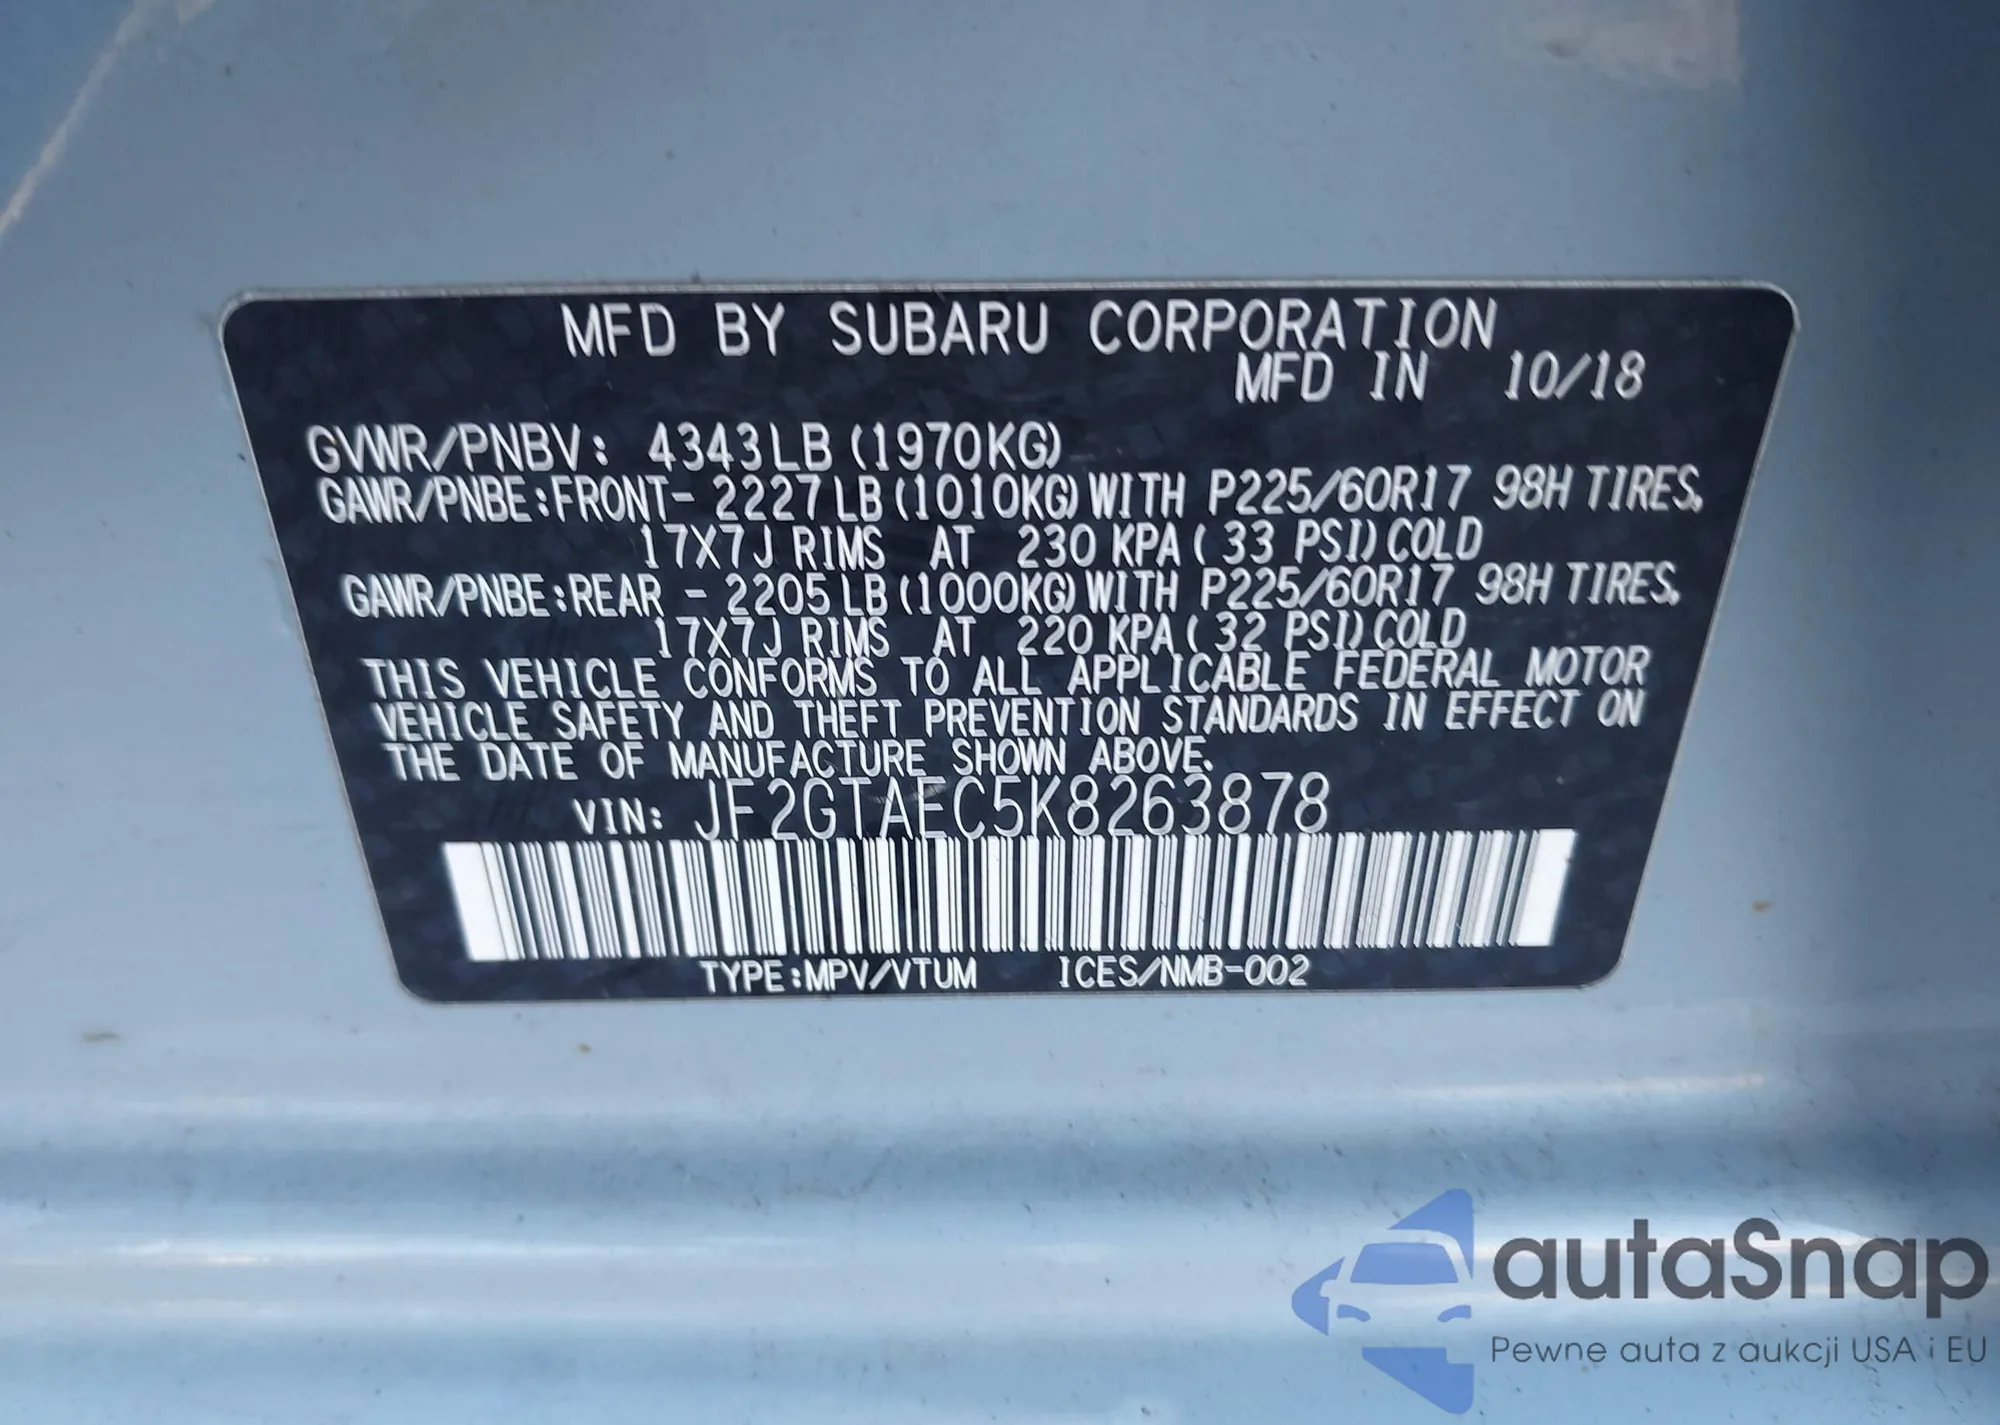 MFD BY SUBARU CORPORATION
MFD IN 10/18
GVWR/PNBV: 4343LB (1970KG)
GAWR/PNBE:FRONT- 2227LB(1010KG)WITH P225/60R17 98H TIRES,
17X7J RIMS AT 230 KPA( 33 PSI)COLD
GAWR/PNBE:REAR - 2205LB(1000KG)WITH P225/60R17 98H TIRES,
17X7J RIMS AT 220 KPA( 32 PSI)COLD
THIS VEHICLE CONFORMS TO ALL APPLICABLE FEDERAL MOTOR
VEHICLE SAFETY AND THEFT PREVENTION STANDARDS IN EFFECT ON
THE DATE OF MANUFACTURE SHOWN ABOVE.
VIN: JF2GTAEC5K8263878
TYPE:MPV/VTUM ICES/NMB-002
autaSnap
Pewne auta z aukcji USA i EU